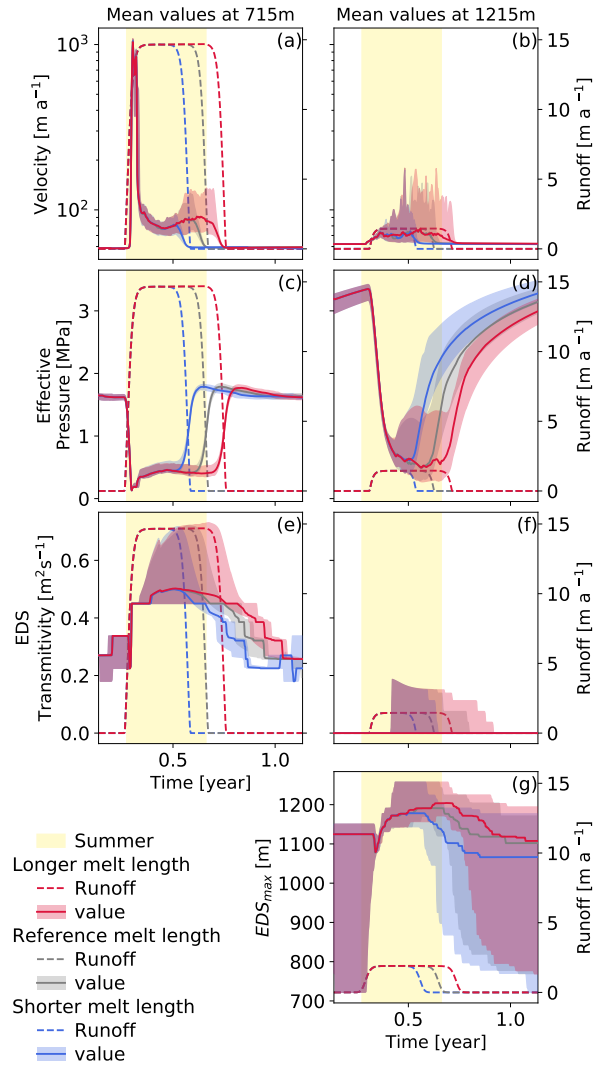 Mean values at 715m
Mean values at 1215m
(a)
(b)
10³
10²
Velocity [m a⁻¹]
15
10
5
0
Runoff [m a⁻¹]
(c)
(d)
3
2
1
0
Effective
Pressure [MPa]
15
10
5
0
Runoff [m a⁻¹]
(e)
(f)
0.6
0.4
0.2
0.0
EDS
Transmitivity [m²s⁻¹]
15
10
5
0
Runoff [m a⁻¹]
0.5
1.0
Time [year]
(g)
1200
1100
1000
900
800
700
EDSₘₐₓ [m]
15
10
5
0
Runoff [m a⁻¹]
0.5
1.0
Time [year]
Summer
Longer melt length
Runoff
value
Reference melt length
Runoff
value
Shorter melt length
Runoff
value